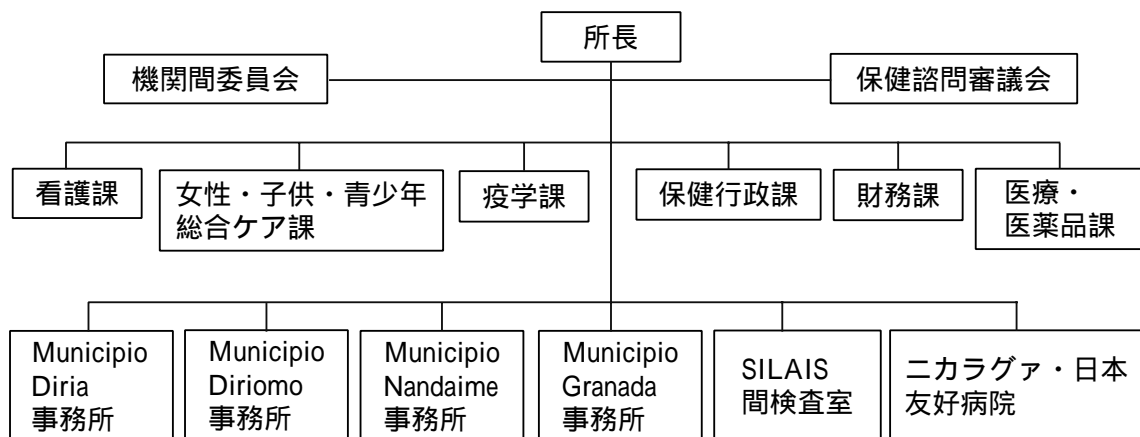 所長
機関間委員会
保健諮問審議会
看護課
女性・子供・青少年
総合ケア課
疫学課
保健行政課
財務課
医療・
医薬品課
Municipio
Diria
事務所
Municipio
Diriomo
事務所
Municipio
Nandaime
事務所
Municipio
Granada
事務所
SILAIS
間検査室
ニカラグァ・日本
友好病院